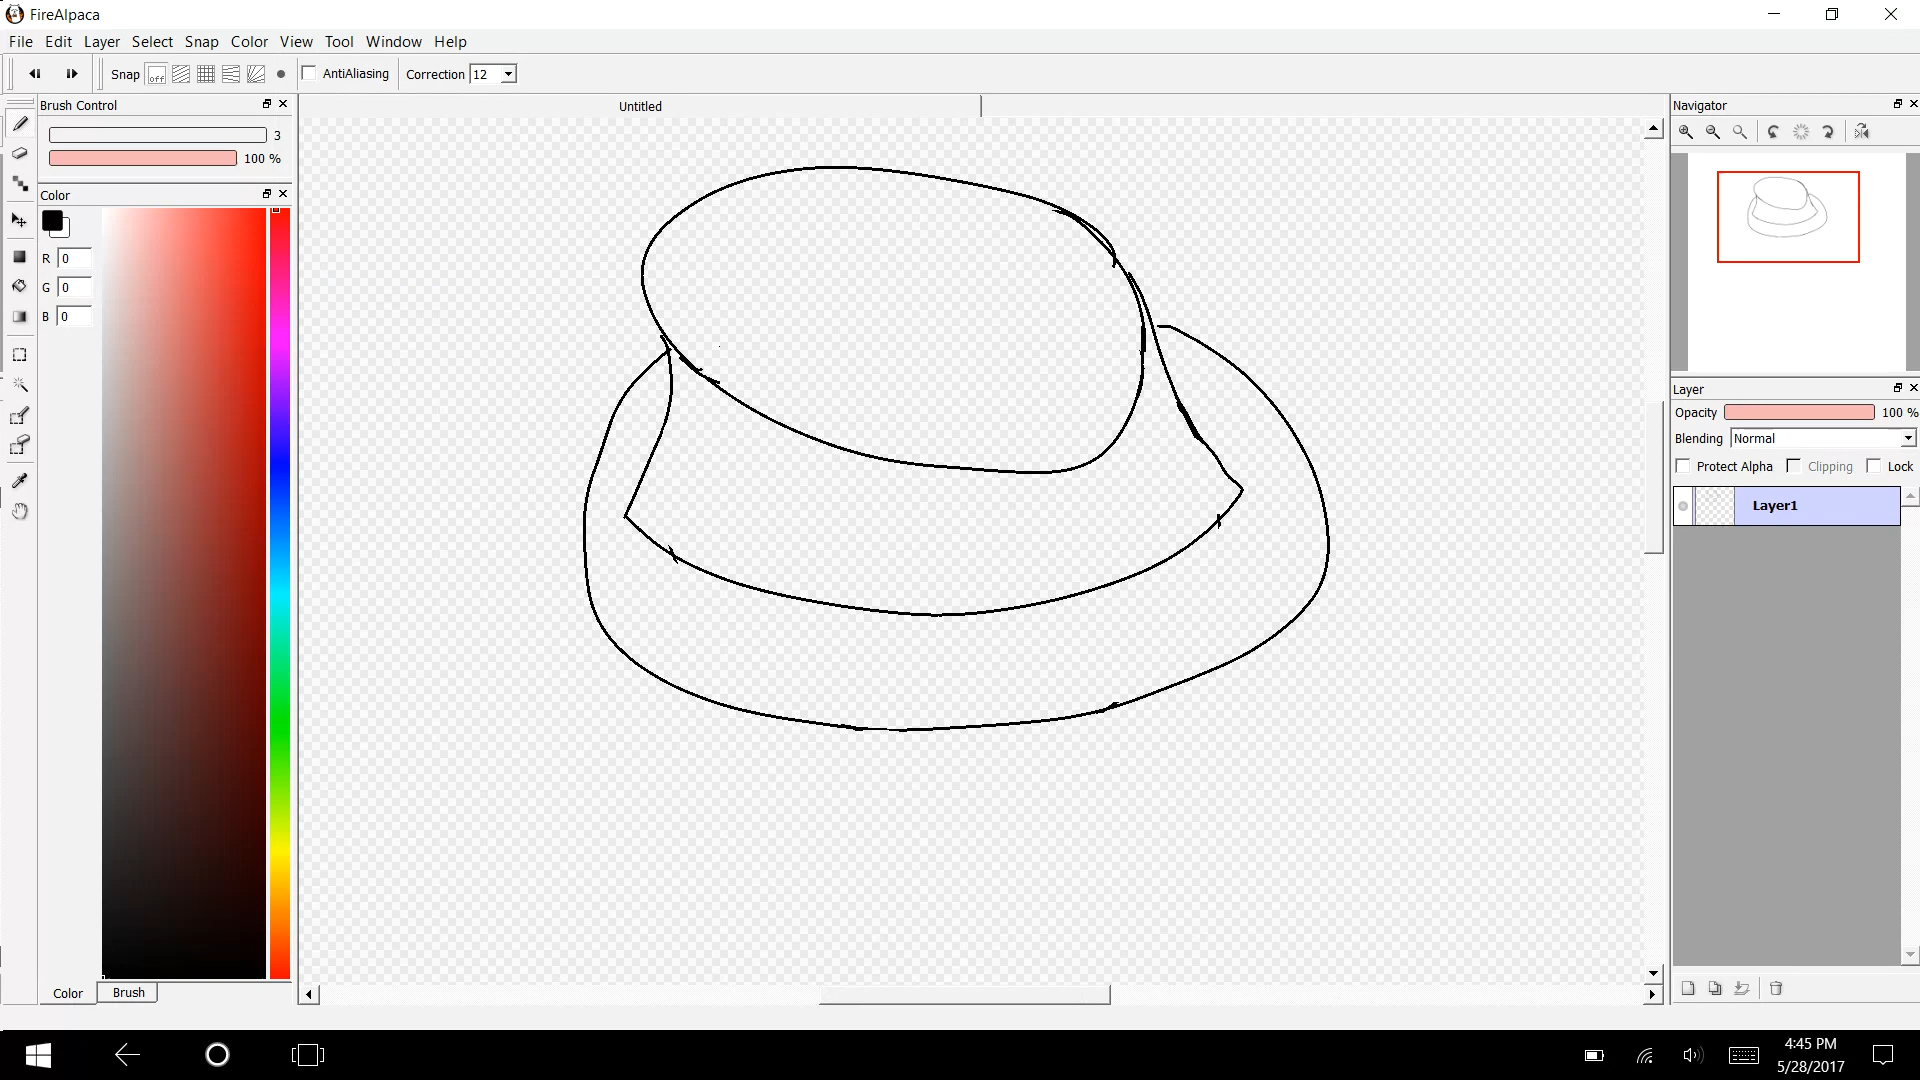 FireAlpaca
File Edit Layer Select Snap Color View Tool Window Help
Snap off AntiAliasing Correction 12
Brush Control
3
100 %
Color
R 0
G 0
B 0
Color Brush
Untitled
Navigator
Layer
Opacity 100 %
Blending Normal
Protect Alpha Clipping Lock
Layer1
4:45 PM
5/28/2017